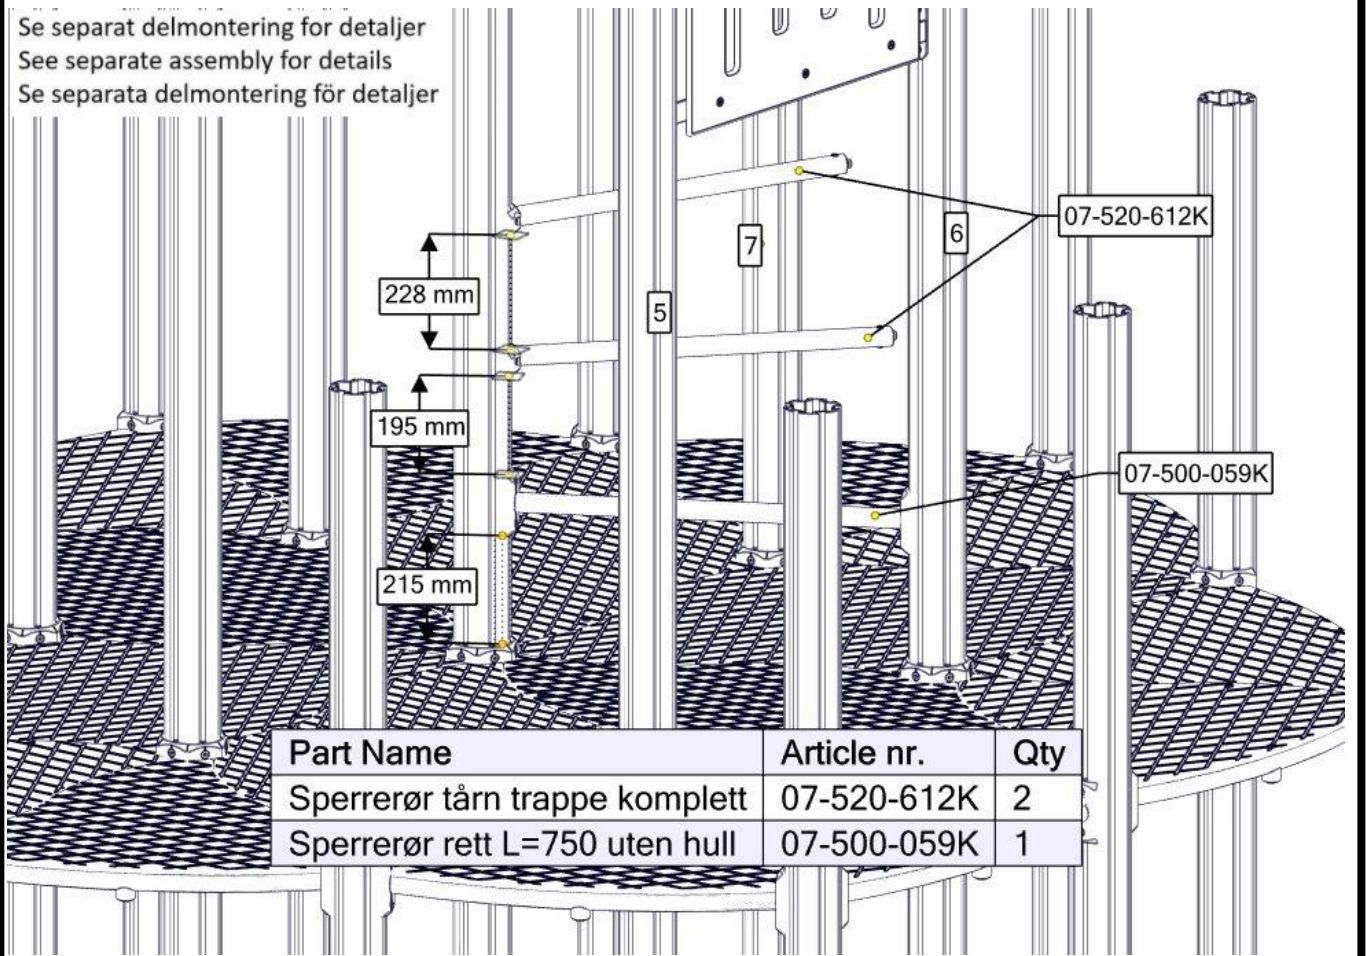 Se separat delmontering for detaljer
See separate assembly for details
Se separata delmontering för detaljer
07-520-612K
7
6
228 mm
5
195 mm
07-500-059K
215 mm
Part Name Article nr. Qty
Sperrerør tårn trappe komplett 07-520-612K 2
Sperrerør rett L=750 uten hull 07-500-059K 1